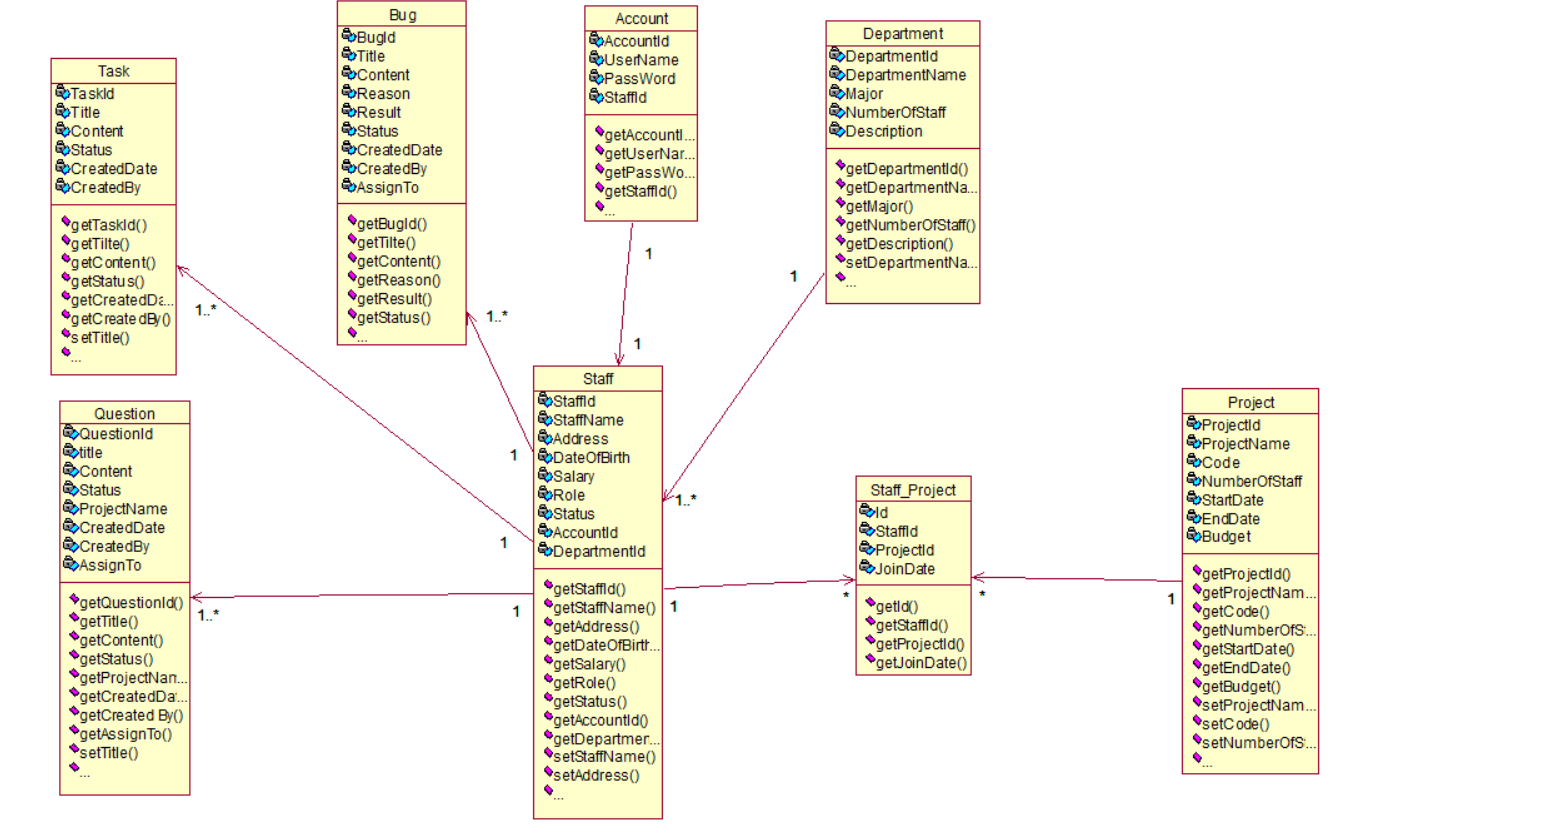 Task
TaskId
Title
Content
Status
CreatedDate
CreatedBy
getTaskId()
getTilte()
getContent()
getStatus()
getCreatedDa...
getCreatedBy()
setTitle()
...
1..*
Bug
BugId
Title
Content
Reason
Result
Status
CreatedDate
CreatedBy
AssignTo
getBugId()
getTilte()
getContent()
getReason()
getResult()
getStatus()
...
1..*
Account
AccountId
UserName
PassWord
StaffId
getAccountI...
getUserNar...
getPassWo...
getStaffId()
...
1
1
Department
DepartmentId
DepartmentName
Major
NumberOfStaff
Description
getDepartmentId()
getDepartmentNa...
getMajor()
getNumberOfStaff()
getDescription()
setDepartmentNa...
...
1
1..*
Question
QuestionId
title
Content
Status
ProjectName
CreatedDate
CreatedBy
AssignTo
getQuestionId()
getTitle()
getContent()
getStatus()
getProjectNan...
getCreatedDa...
getCreated By()
getAssignTo()
setTitle()
...
1..*
Staff
StaffId
StaffName
Address
DateOfBirth
Salary
Role
Status
AccountId
DepartmentId
getStaffId()
getStaffName()
getAddress()
getDateOfBirth...
getSalary()
getRole()
getStatus()
getAccountId()
getDepartmer...
setStaffName()
setAddress()
...
1
1
1
1
Staff_Project
Id
StaffId
ProjectId
JoinDate
getId()
getStaffId()
getProjectId()
getJoinDate()
*
*
Project
ProjectId
ProjectName
Code
NumberOfStaff
StartDate
EndDate
Budget
getProjectId()
getProjectNam...
getCode()
getNumberOfS...
getStartDate()
getEndDate()
getBudget()
setProjectNam...
setCode()
setNumberOfS...
...
1